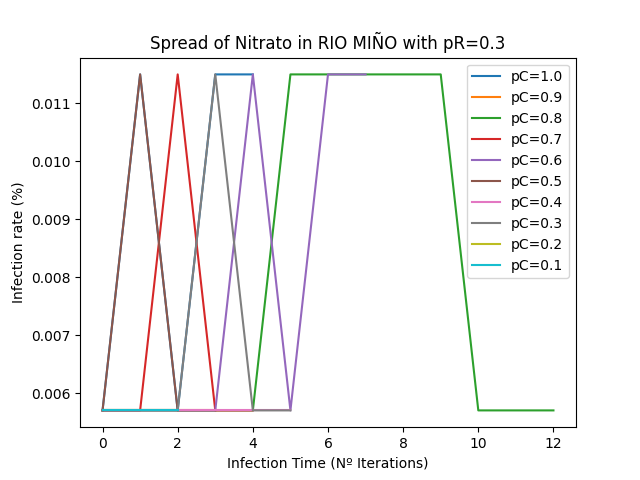 Spread of Nitrato in RIO MIÑO with pR=0.3
Infection rate (%)
0.011
0.010
0.009
0.008
0.007
0.006
0 2 4 6 8 10 12
Infection Time (Nº Iterations)
pC=1.0
pC=0.9
pC=0.8
pC=0.7
pC=0.6
pC=0.5
pC=0.4
pC=0.3
pC=0.2
pC=0.1